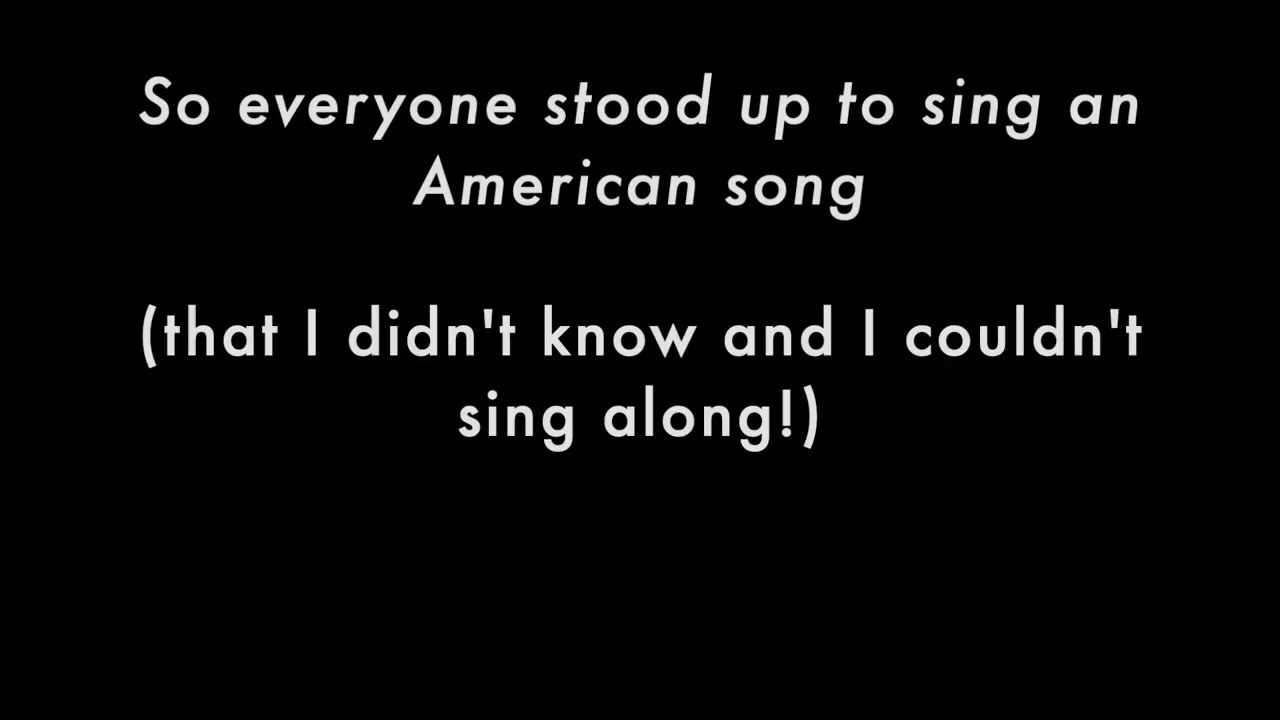 So everyone stood up to sing an
American song
(that I didn't know and I couldn't
sing along!)